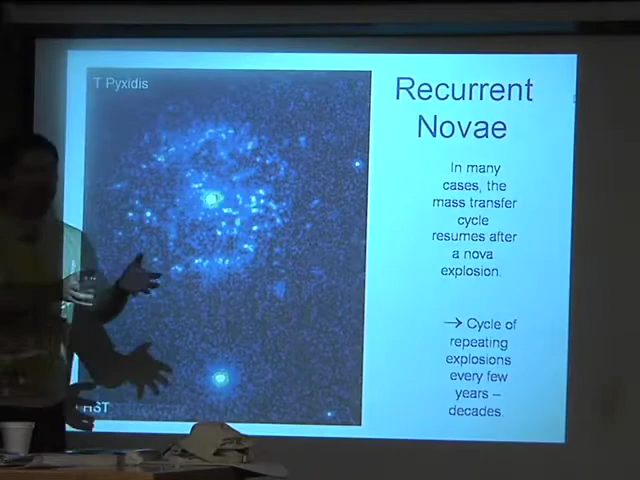 T Pyxidis
Recurrent
Novae
In many
cases, the
mass transfer
cycle
resumes after
a nova
explosion.
→ Cycle of
repeating
explosions
every few
years –
decades.
HST